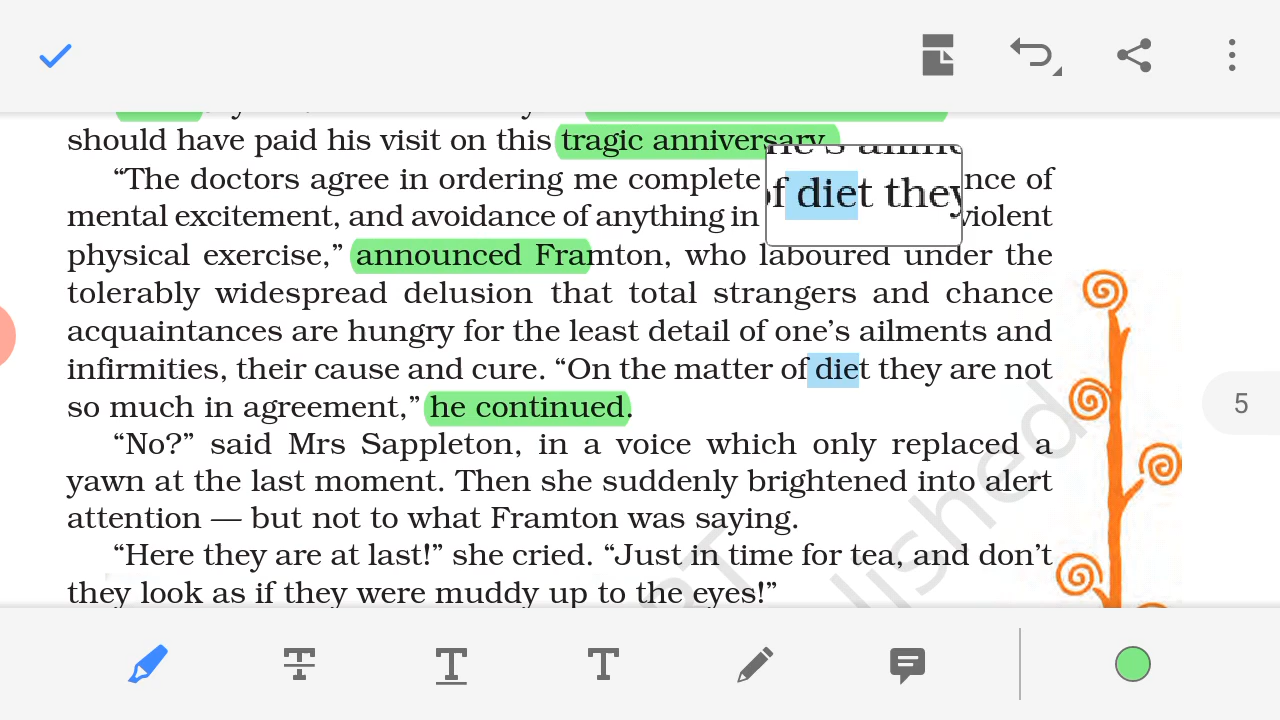 should have paid his visit on this tragic anniversary.
“The doctors agree in ordering me complete nce of
mental excitement, and avoidance of anything in violent
physical exercise,” announced Framton, who laboured under the
tolerably widespread delusion that total strangers and chance
acquaintances are hungry for the least detail of one’s ailments and
infirmities, their cause and cure. “On the matter of diet they are not
so much in agreement,” he continued.
“No?” said Mrs Sappleton, in a voice which only replaced a
yawn at the last moment. Then she suddenly brightened into alert
attention — but not to what Framton was saying.
“Here they are at last!” she cried. “Just in time for tea, and don’t
they look as if they were muddy up to the eyes!”
of diet they
5